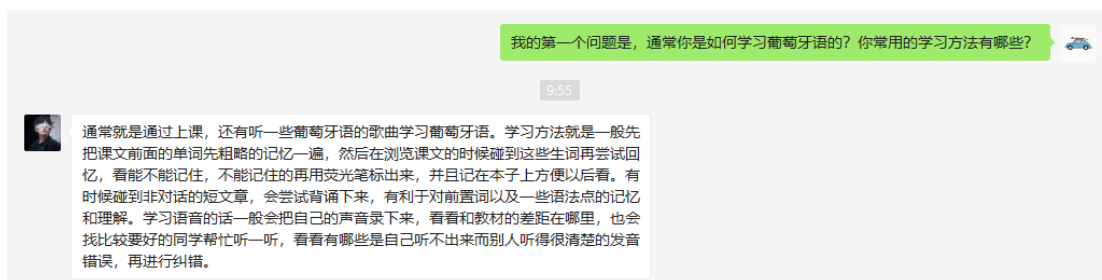 我的第一个问题是，通常你是如何学习葡萄牙语的？你常用的学习方法有哪些？
9:55
通常就是通过上课，还有听一些葡萄牙语的歌曲学习葡萄牙语。学习方法就是一般先
把课文前面的单词先粗略的记忆一遍，然后在浏览课文的时候碰到这些生词再尝试回
忆，看能不能记住，不能记住的再用荧光笔标出来，并且记在本子上方便以后看。有
时候碰到非对话的短文章，会尝试背诵下来，有利于对前置词以及一些语法点的记忆
和理解。学习语音的话一般会把自己的声音录下来，看看和教材的差距在哪里，也会
找比较要好的同学帮忙听一听，看看有哪些是自己听不出来而别人听得很清楚的发音
错误，再进行纠错。